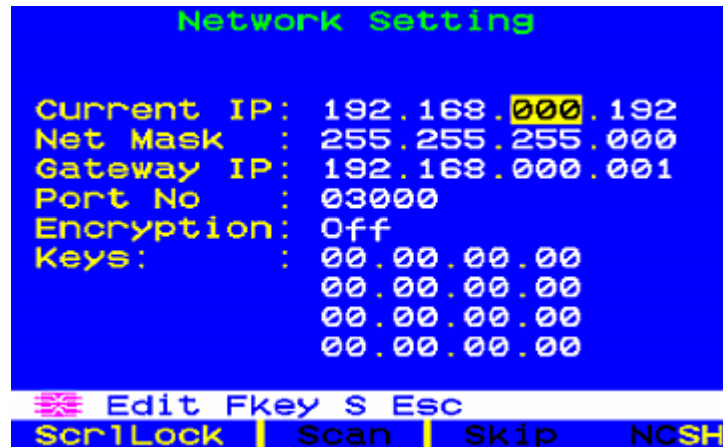 Network Setting
Current IP: 192.168.000.192
Net Mask : 255.255.255.000
Gateway IP: 192.168.000.001
Port No : 03000
Encryption: Off
Keys: : 00.00.00.00
00.00.00.00
00.00.00.00
00.00.00.00
Edit Fkey S Esc
ScrlLock Scan Skip NCSH